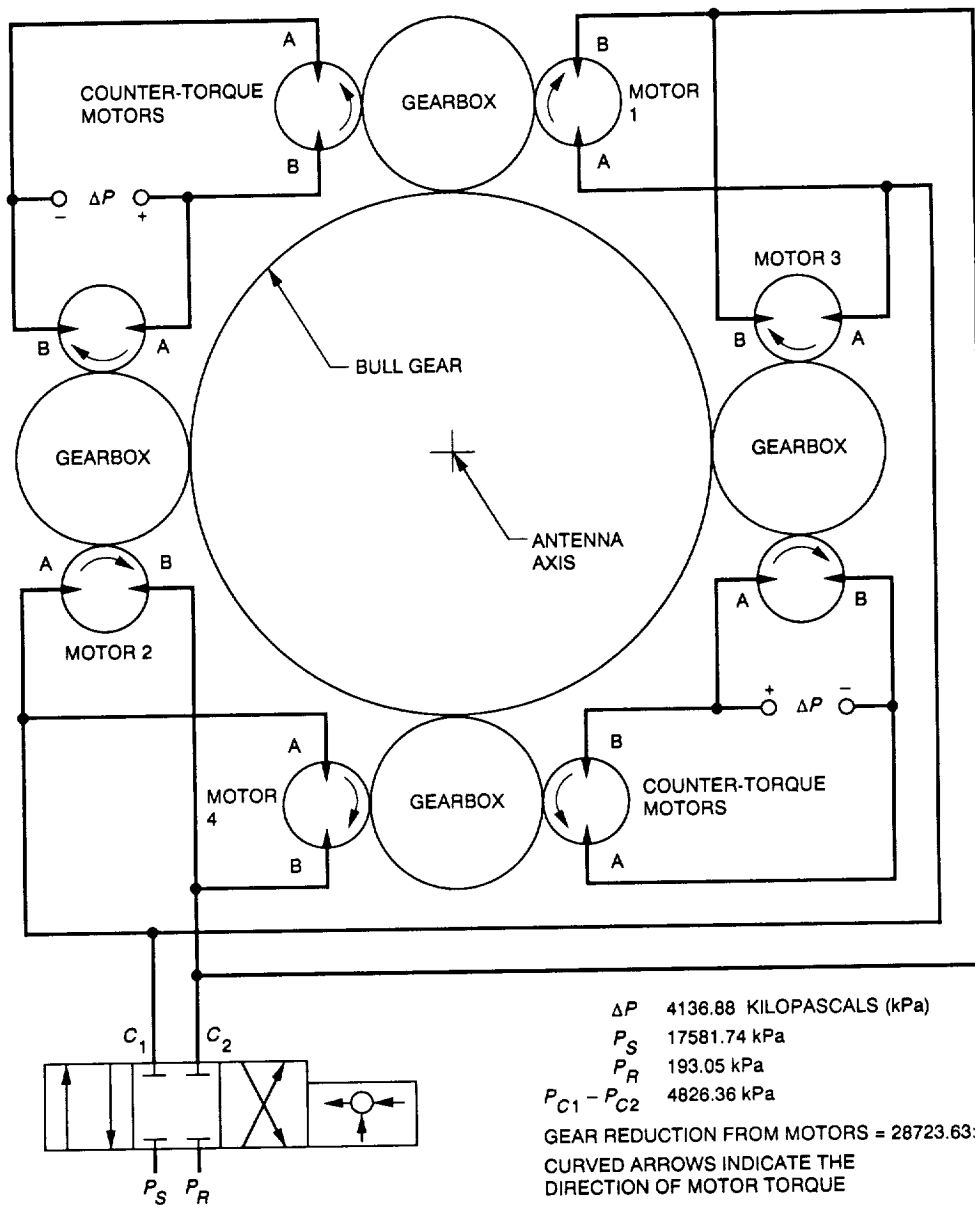 A
B
COUNTER-TORQUE
MOTORS
GEARBOX
MOTOR
1
B
A
− ΔP +
MOTOR 3
B A
B A
BULL GEAR
GEARBOX
GEARBOX
ANTENNA
AXIS
A B
A B
MOTOR 2
+ ΔP −
A
B
MOTOR
4
GEARBOX
COUNTER-TORQUE
MOTORS
B
A
C1 C2
ΔP 4136.88 KILOPASCALS (kPa)
PS 17581.74 kPa
PR 193.05 kPa
PC1 − PC2 4826.36 kPa
GEAR REDUCTION FROM MOTORS = 28723.63:
CURVED ARROWS INDICATE THE
DIRECTION OF MOTOR TORQUE
PS PR